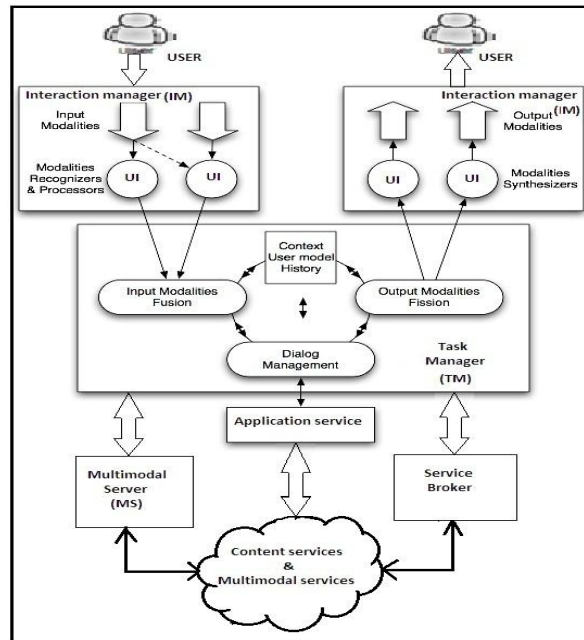 USER
USER
Interaction manager (IM)
Input
Modalities
Modalities
Recognizers
& Processors
UI
UI
Interaction manager
(IM)
Output
Modalities
UI
UI
Modalities
Synthesizers
Context
User model
History
Input Modalities
Fusion
Output Modalities
Fission
Dialog
Management
Task
Manager
(TM)
Application service
Multimodal
Server
(MS)
Service
Broker
Content services
&
Multimodal services